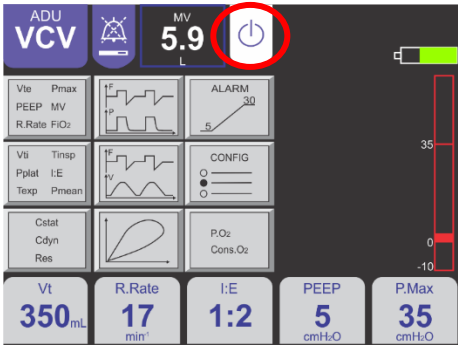 ADU
VCV
MV
5.9
L
Vte Pmax
PEEP MV
R.Rate FiO2
F
P
ALARM
30
5
Vti Tinsp
Pplat I:E
Texp Pmean
F
V
CONFIG
Cstat
Cdyn
Res
P.O2
Cons.O2
35
0
-10
Vt
350mL
R.Rate
17
min-1
I:E
1:2
PEEP
5
cmH2O
P.Max
35
cmH2O